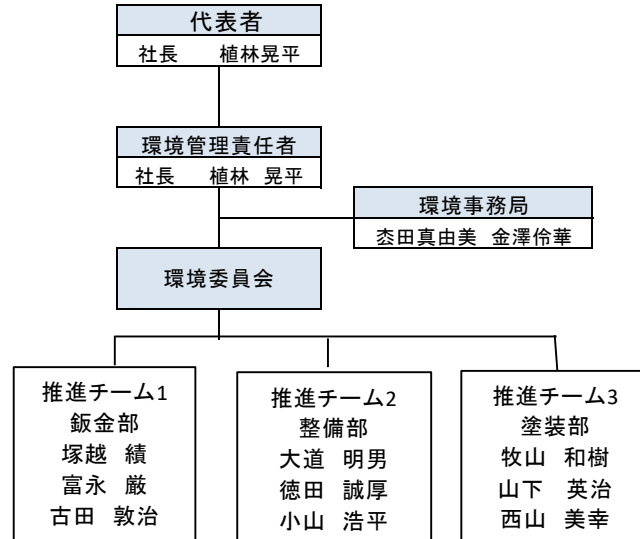 代表者
社長 植林晃平
環境管理責任者
社長 植林 晃平
環境事務局
枩田真由美 金澤伶華
環境委員会
推進チーム1
鈑金部
塚越 績
富永 厳
古田 敦治
推進チーム2
整備部
大道 明男
徳田 誠厚
小山 浩平
推進チーム3
塗装部
牧山 和樹
山下 英治
西山 美幸